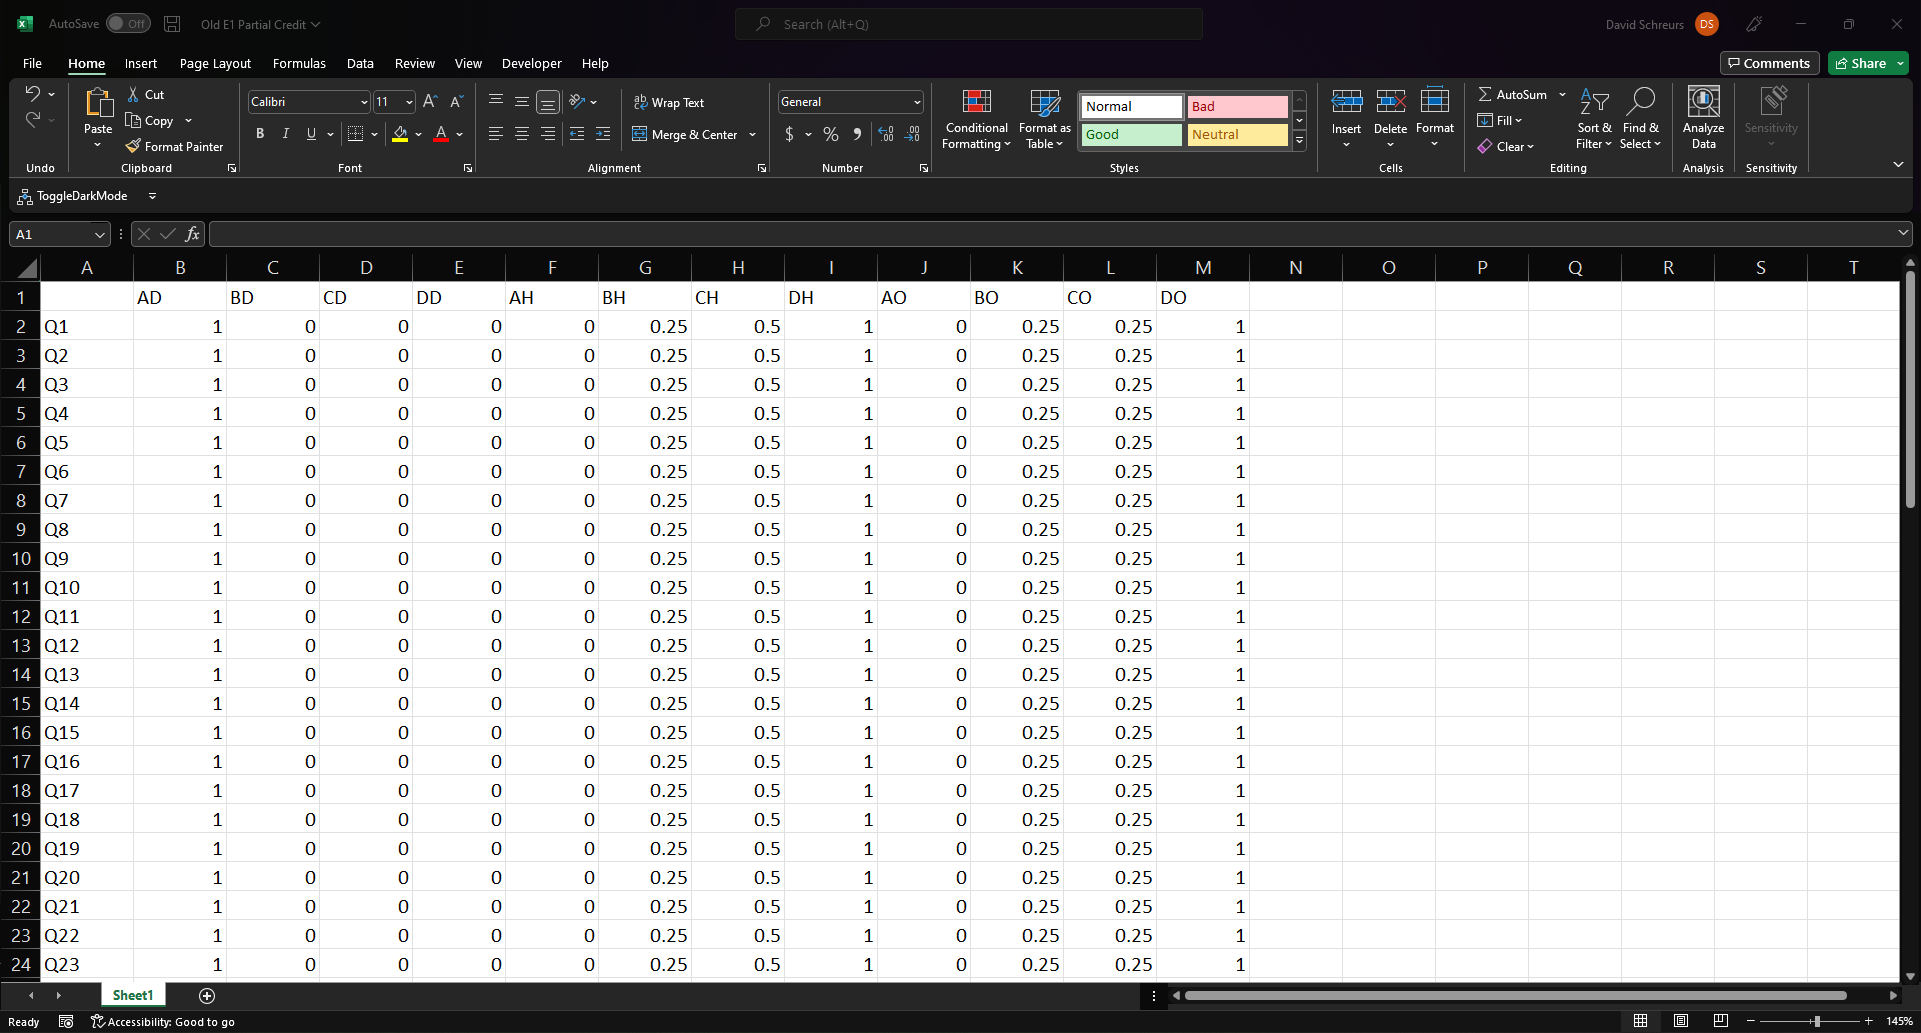 AutoSave Off Old E1 Partial Credit Search (Alt+Q) David Schreurs DS
File Home Insert Page Layout Formulas Data Review View Developer Help Comments Share
Paste Cut Copy Format Painter
Calibri 11
B I U A
Wrap Text
Merge & Center
General
$ % 9
Conditional Formatting Format as Table
Normal Bad
Good Neutral
Insert Delete Format
AutoSum
Fill
Clear
Sort & Filter Find & Select
Analyze Data
Sensitivity
Undo Clipboard Font Alignment Number Styles Cells Editing Analysis Sensitivity
ToggleDarkMode
A1 fx
A B C D E F G H I J K L M N O P Q R S T
1 AD BD CD DD AH BH CH DH AO BO CO DO
2 Q1 1 0 0 0 0 0.25 0.5 1 0 0.25 0.25 1
3 Q2 1 0 0 0 0 0.25 0.5 1 0 0.25 0.25 1
4 Q3 1 0 0 0 0 0.25 0.5 1 0 0.25 0.25 1
5 Q4 1 0 0 0 0 0.25 0.5 1 0 0.25 0.25 1
6 Q5 1 0 0 0 0 0.25 0.5 1 0 0.25 0.25 1
7 Q6 1 0 0 0 0 0.25 0.5 1 0 0.25 0.25 1
8 Q7 1 0 0 0 0 0.25 0.5 1 0 0.25 0.25 1
9 Q8 1 0 0 0 0 0.25 0.5 1 0 0.25 0.25 1
10 Q9 1 0 0 0 0 0.25 0.5 1 0 0.25 0.25 1
11 Q10 1 0 0 0 0 0.25 0.5 1 0 0.25 0.25 1
12 Q11 1 0 0 0 0 0.25 0.5 1 0 0.25 0.25 1
13 Q12 1 0 0 0 0 0.25 0.5 1 0 0.25 0.25 1
14 Q13 1 0 0 0 0 0.25 0.5 1 0 0.25 0.25 1
15 Q14 1 0 0 0 0 0.25 0.5 1 0 0.25 0.25 1
16 Q15 1 0 0 0 0 0.25 0.5 1 0 0.25 0.25 1
17 Q16 1 0 0 0 0 0.25 0.5 1 0 0.25 0.25 1
18 Q17 1 0 0 0 0 0.25 0.5 1 0 0.25 0.25 1
19 Q18 1 0 0 0 0 0.25 0.5 1 0 0.25 0.25 1
20 Q19 1 0 0 0 0 0.25 0.5 1 0 0.25 0.25 1
21 Q20 1 0 0 0 0 0.25 0.5 1 0 0.25 0.25 1
22 Q21 1 0 0 0 0 0.25 0.5 1 0 0.25 0.25 1
23 Q22 1 0 0 0 0 0.25 0.5 1 0 0.25 0.25 1
24 Q23 1 0 0 0 0 0.25 0.5 1 0 0.25 0.25 1
Sheet1
Ready Accessibility: Good to go 145%